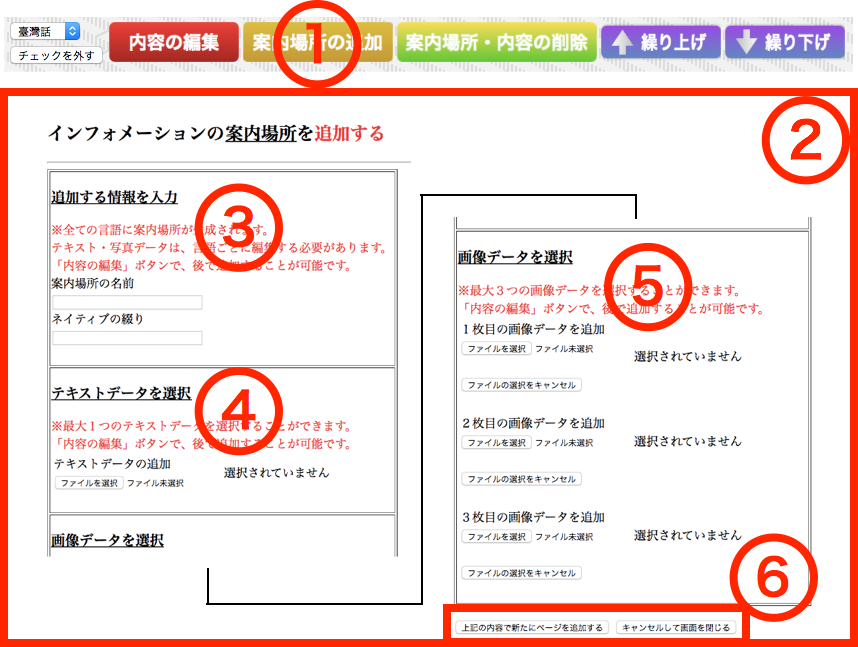 臺灣話
チェックを外す
内容の編集
案内場所の追加
案内場所・内容の削除
繰り上げ
繰り下げ
1
2
インフォメーションの案内場所を追加する
追加する情報を入力
3
※全ての言語に案内場所が作成されます。
テキスト・写真データは、言語ごとに編集する必要があります。
「内容の編集」ボタンで、後で追加することが可能です。
案内場所の名前
ネイティブの綴り
テキストデータを選択
4
※最大１つのテキストデータを選択することができます。
「内容の編集」ボタンで、後で追加することが可能です。
テキストデータの追加
ファイルを選択 ファイル未選択
選択されていません
画像データを選択
画像データを選択
5
※最大３つの画像データを選択することができます。
「内容の編集」ボタンで、後で追加することが可能です。
１枚目の画像データを追加
ファイルを選択 ファイル未選択
選択されていません
ファイルの選択をキャンセル
２枚目の画像データを追加
ファイルを選択 ファイル未選択
選択されていません
ファイルの選択をキャンセル
３枚目の画像データを追加
ファイルを選択 ファイル未選択
選択されていません
ファイルの選択をキャンセル
6
上記の内容で新たにページを追加する
キャンセルして画面を閉じる